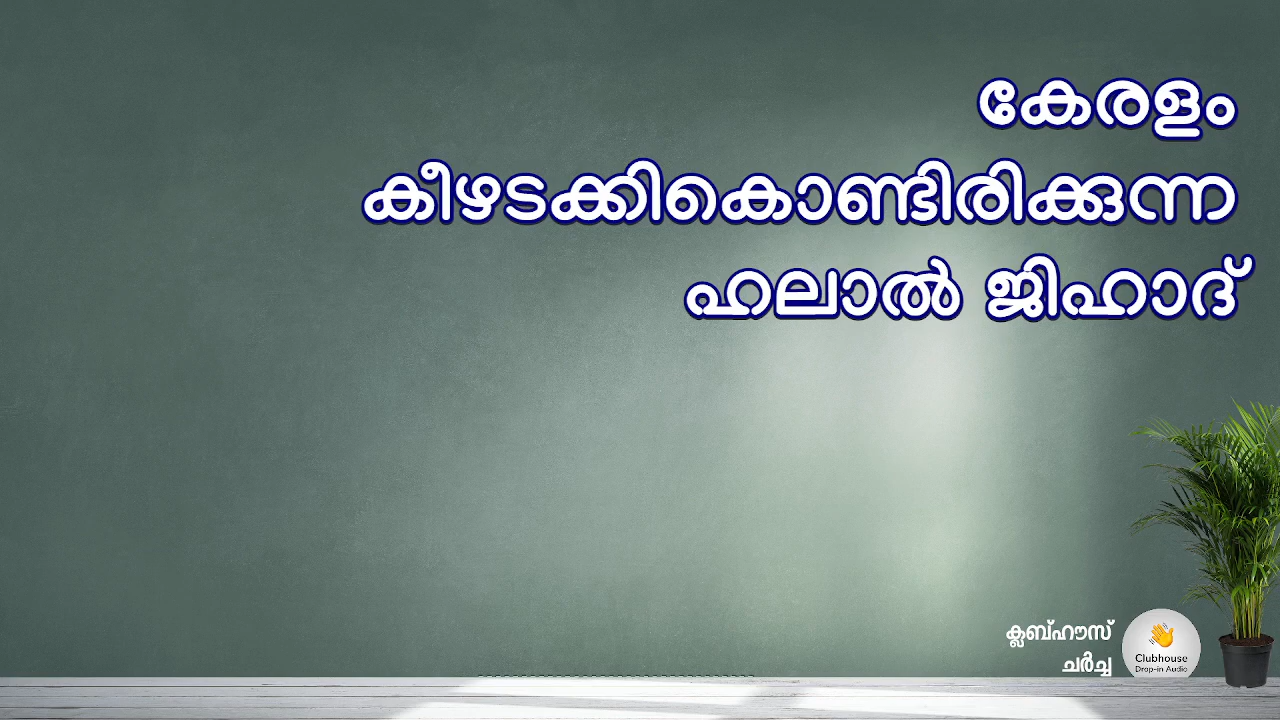 കേരളം
കീഴടക്കികൊണ്ടിരിക്കുന്ന
ഹലാൽ ജിഹാദ്
ക്ലബ്ഹൗസ്
ചർച്ച
Clubhouse
Drop-in Audio